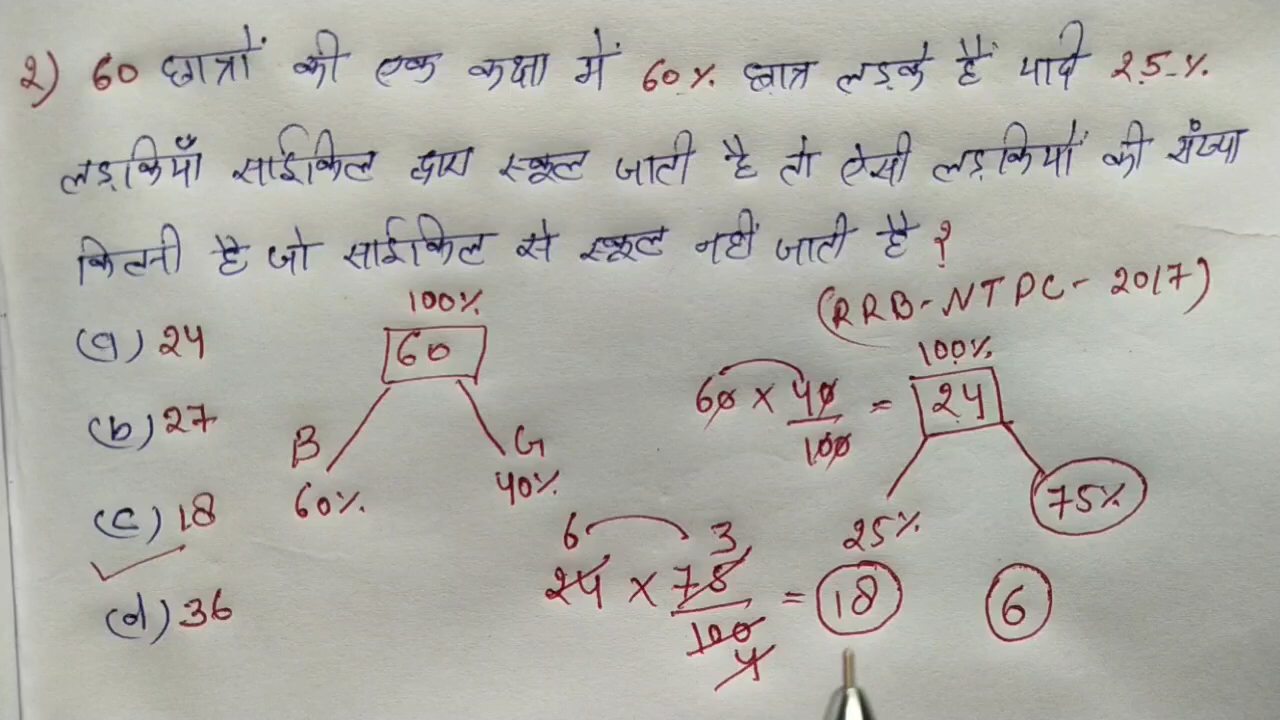 2) 60 छात्रों की एक कक्षा में 60% छात्र लड़के हैं यदि 25%
लड़कियाँ साईकिल द्वारा स्कूल जाती है तो ऐसी लड़कियों की संख्या
कितनी है जो साईकिल से स्कूल नहीं जाती है ?
(RRB-NTPC-2017)
(a) 24
(b) 27
(c) 18
(d) 36
100%
60
B
G
60%
40%
60 × 40/100 = 24
100%
25%
75%
6 3
24 × 75/100 = 18
4
6